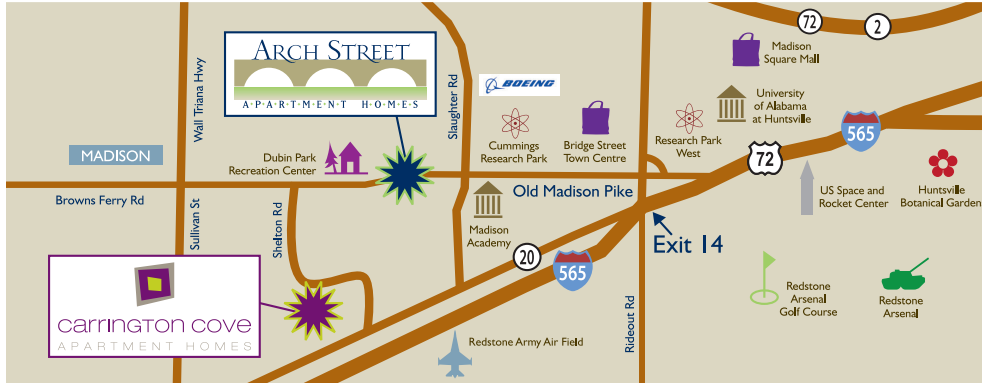 72
2
Madison
Square Mall
ARCH STREET
APARTMENT HOMES
Wall Triana Hwy
Slaughter Rd
BOEING
University
of Alabama
at Huntsville
565
MADISON
Dubin Park
Recreation Center
Cummings
Research Park
Bridge Street
Town Centre
Research Park
West
72
Browns Ferry Rd
Old Madison Pike
US Space and
Rocket Center
Huntsville
Botanical Garden
Sullivan St
Shelton Rd
Madison
Academy
Exit 14
20
565
carrington cove
APARTMENT HOMES
Redstone Army Air Field
Rideout Rd
Redstone
Arsenal
Golf Course
Redstone
Arsenal